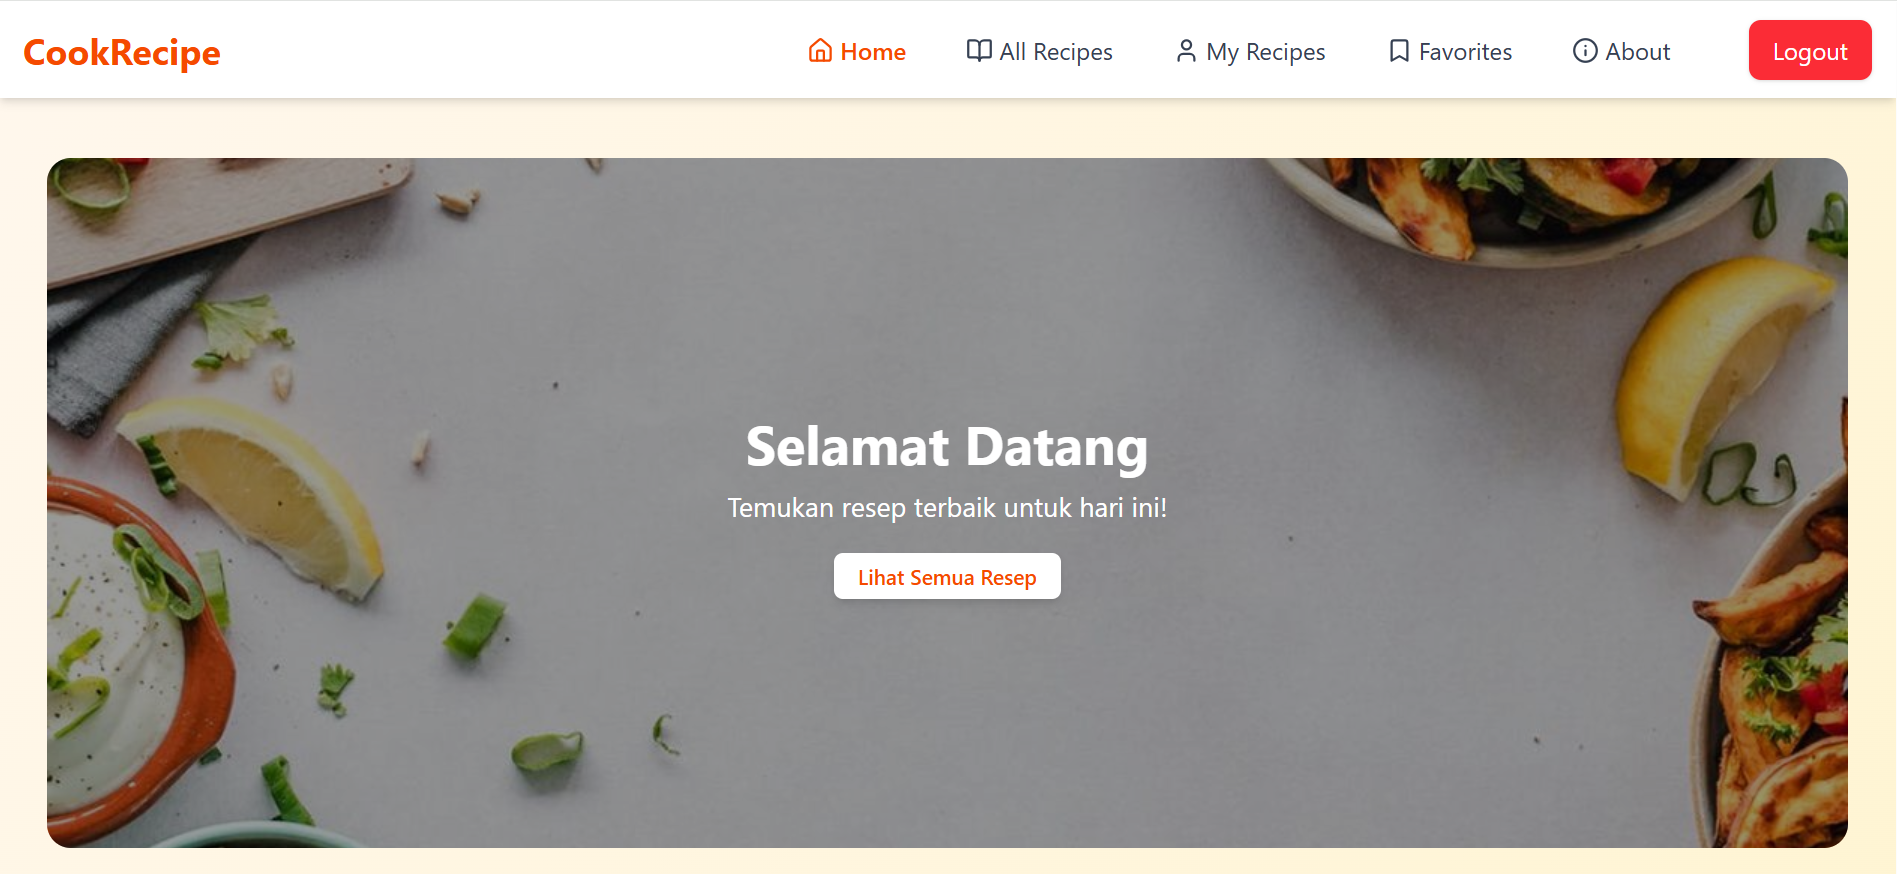 CookRecipe
Home
All Recipes
My Recipes
Favorites
About
Logout
Selamat Datang
Temukan resep terbaik untuk hari ini!
Lihat Semua Resep